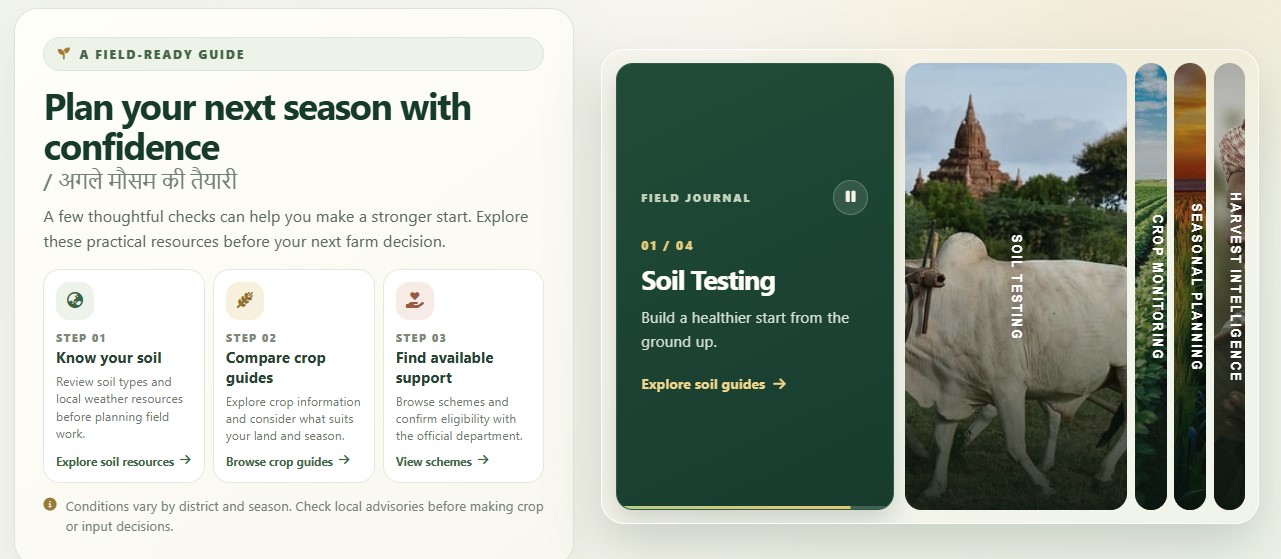 A FIELD-READY GUIDE
Plan your next season with
confidence
/ अगले मौसम की तैयारी
A few thoughtful checks can help you make a stronger start. Explore
these practical resources before your next farm decision.
STEP 01
Know your soil
Review soil types and
local weather resources
before planning field
work.
Explore soil resources →
STEP 02
Compare crop
guides
Explore crop information
and consider what suits
your land and season.
Browse crop guides →
STEP 03
Find available
support
Browse schemes and
confirm eligibility with
the official department.
View schemes →
Conditions vary by district and season. Check local advisories before making crop
or input decisions.
FIELD JOURNAL
01 / 04
Soil Testing
Build a healthier start from the
ground up.
Explore soil guides →
SOIL TESTING
CROP MONITORING
SEASONAL PLANNING
HARVEST INTELLIGENCE